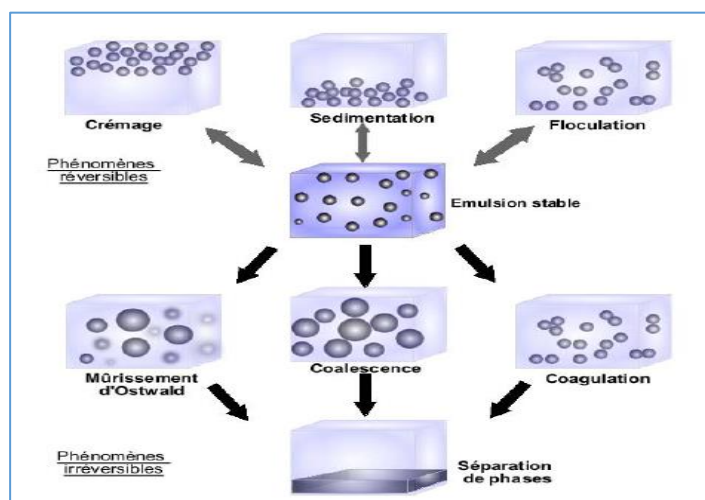 Crémage
Sedimentation
Floculation
Phénomènes
réversibles
Emulsion stable
Mûrissement
d'Ostwald
Coalescence
Coagulation
Phénomènes
irréversibles
Séparation
de phases